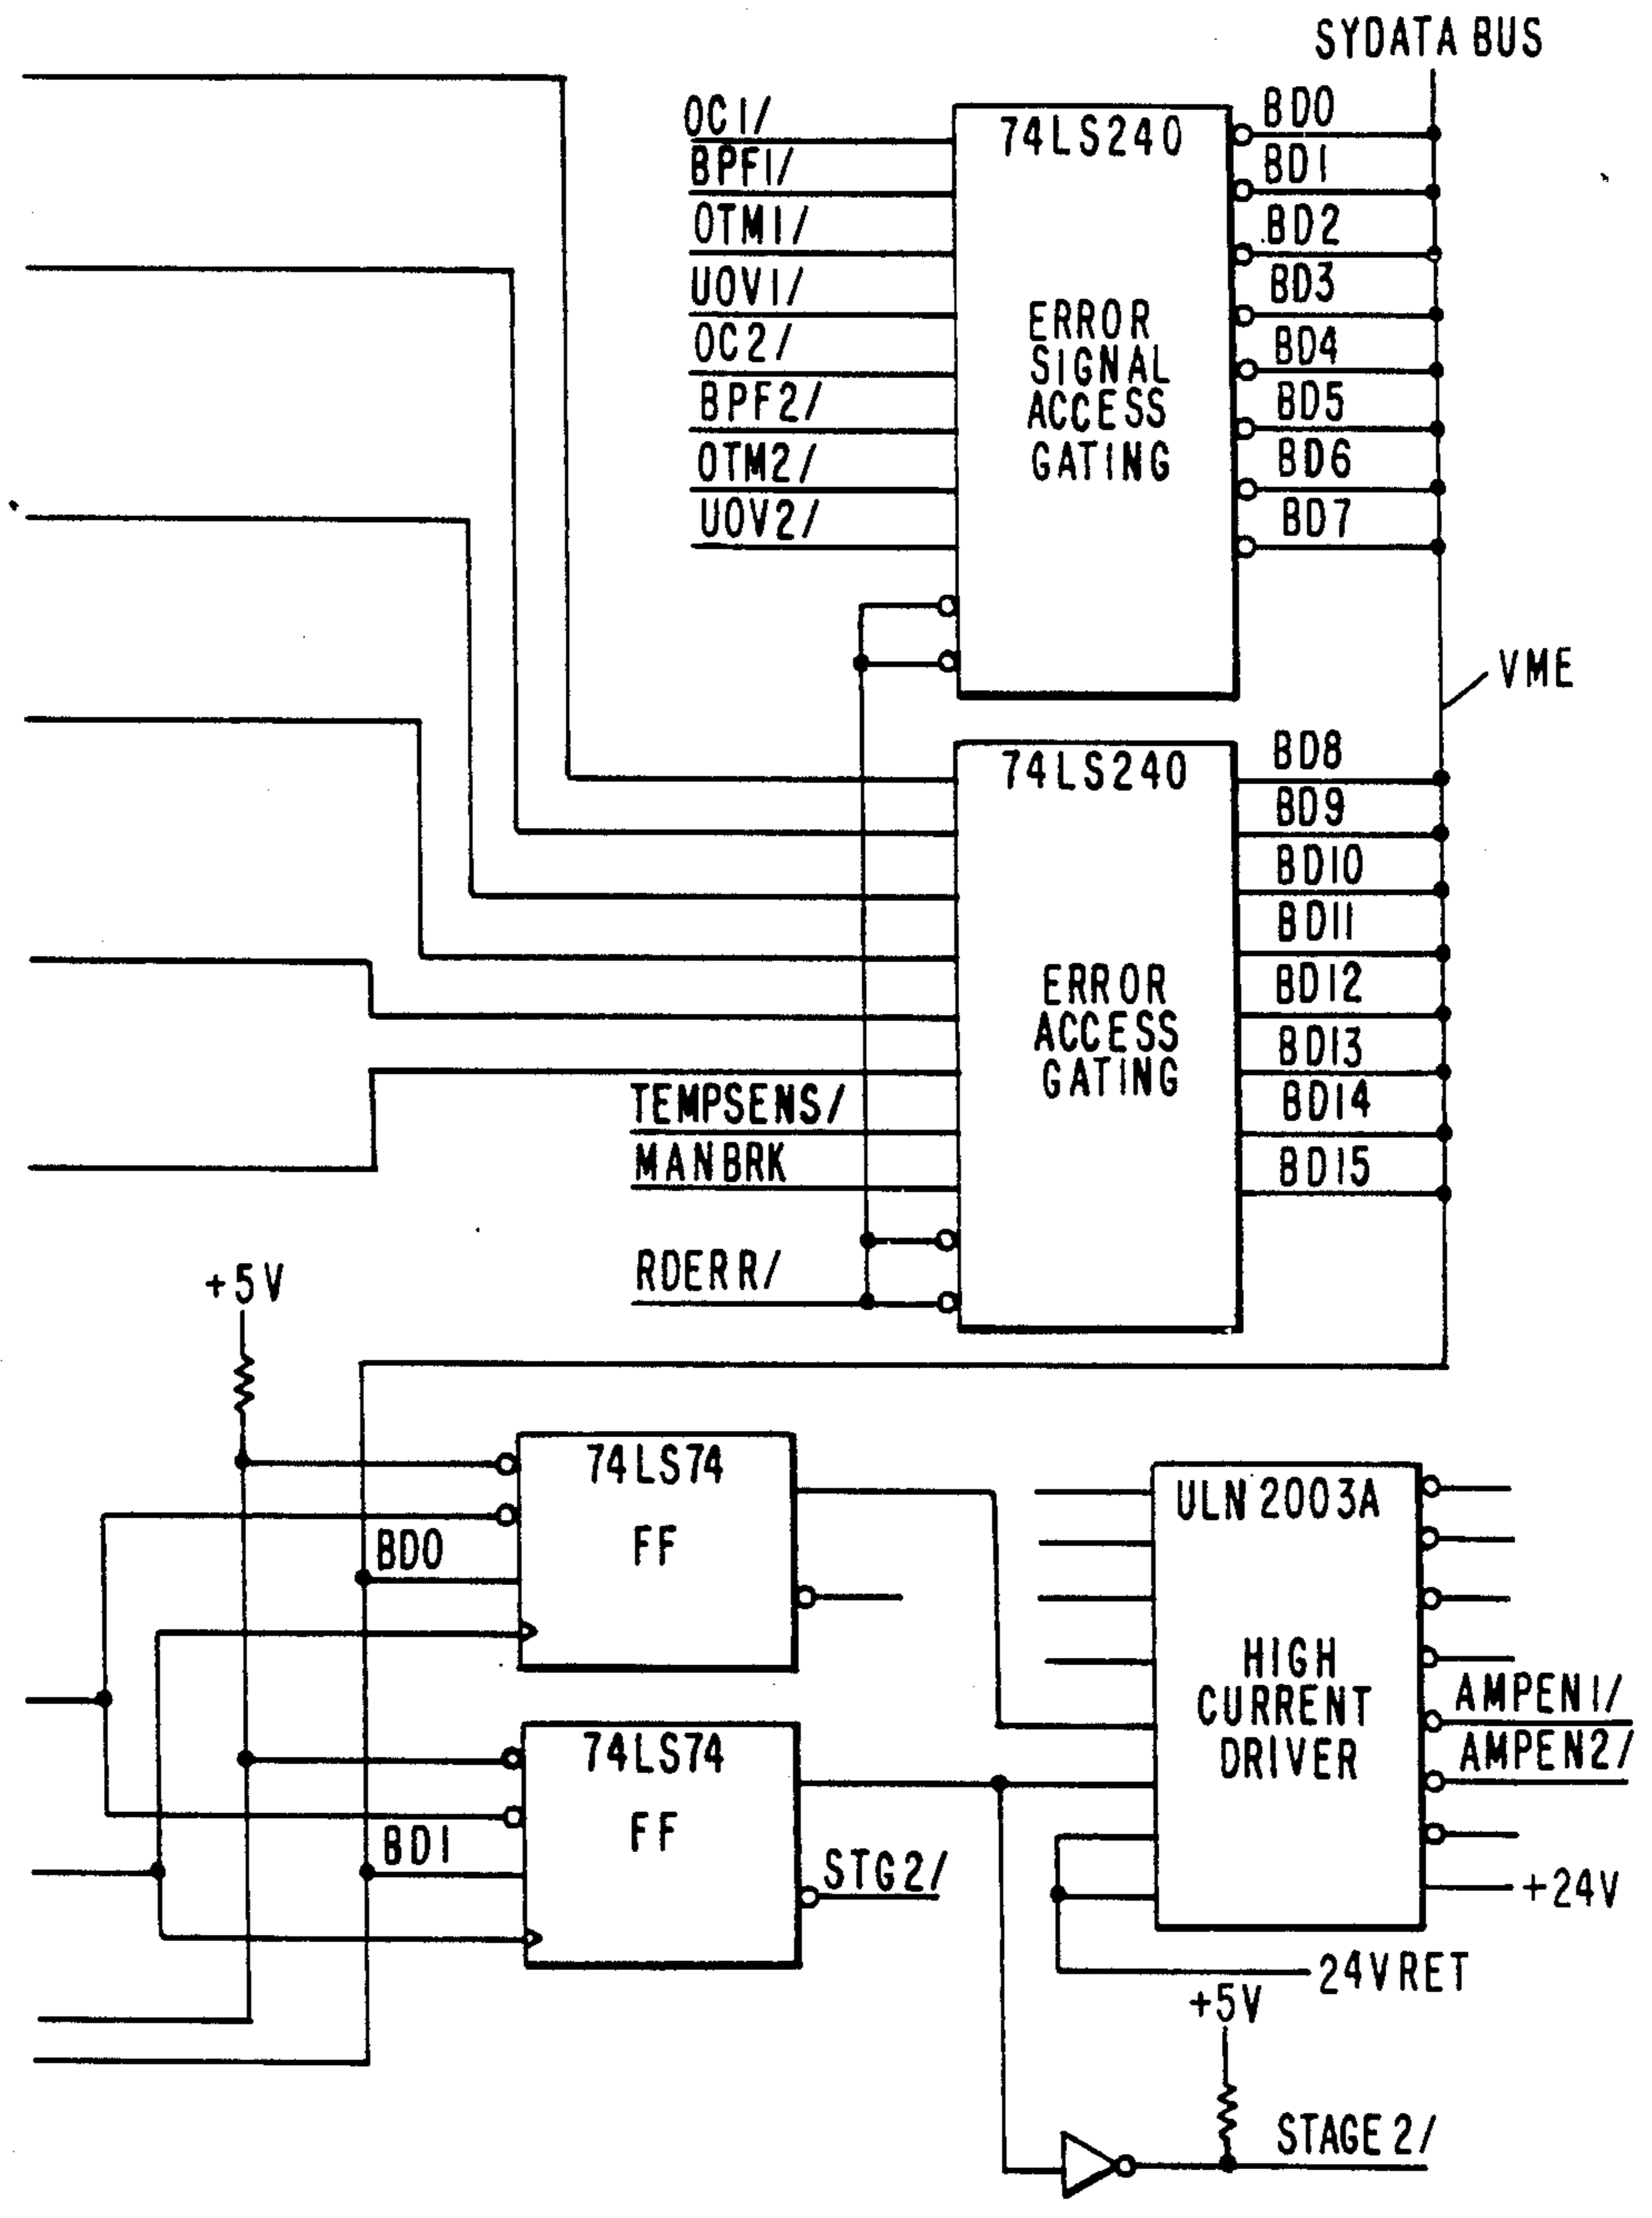 SYDATA BUS
OC1/
BPF1/
OTM1/
UOV1/
OC2/
BPF2/
OTM2/
UOV2/
74LS240
ERROR
SIGNAL
ACCESS
GATING
BD0
BD1
BD2
BD3
BD4
BD5
BD6
BD7
VME
74LS240
ERROR
ACCESS
GATING
BD8
BD9
BD10
BD11
BD12
BD13
BD14
BD15
TEMPSENS/
MANBRK
RDERR/
+5V
74LS74
FF
BD0
74LS74
FF
BD1
STG2/
ULN 2003A
HIGH
CURRENT
DRIVER
AMPEN1/
AMPEN2/
+24V
24VRET
+5V
STAGE 2/